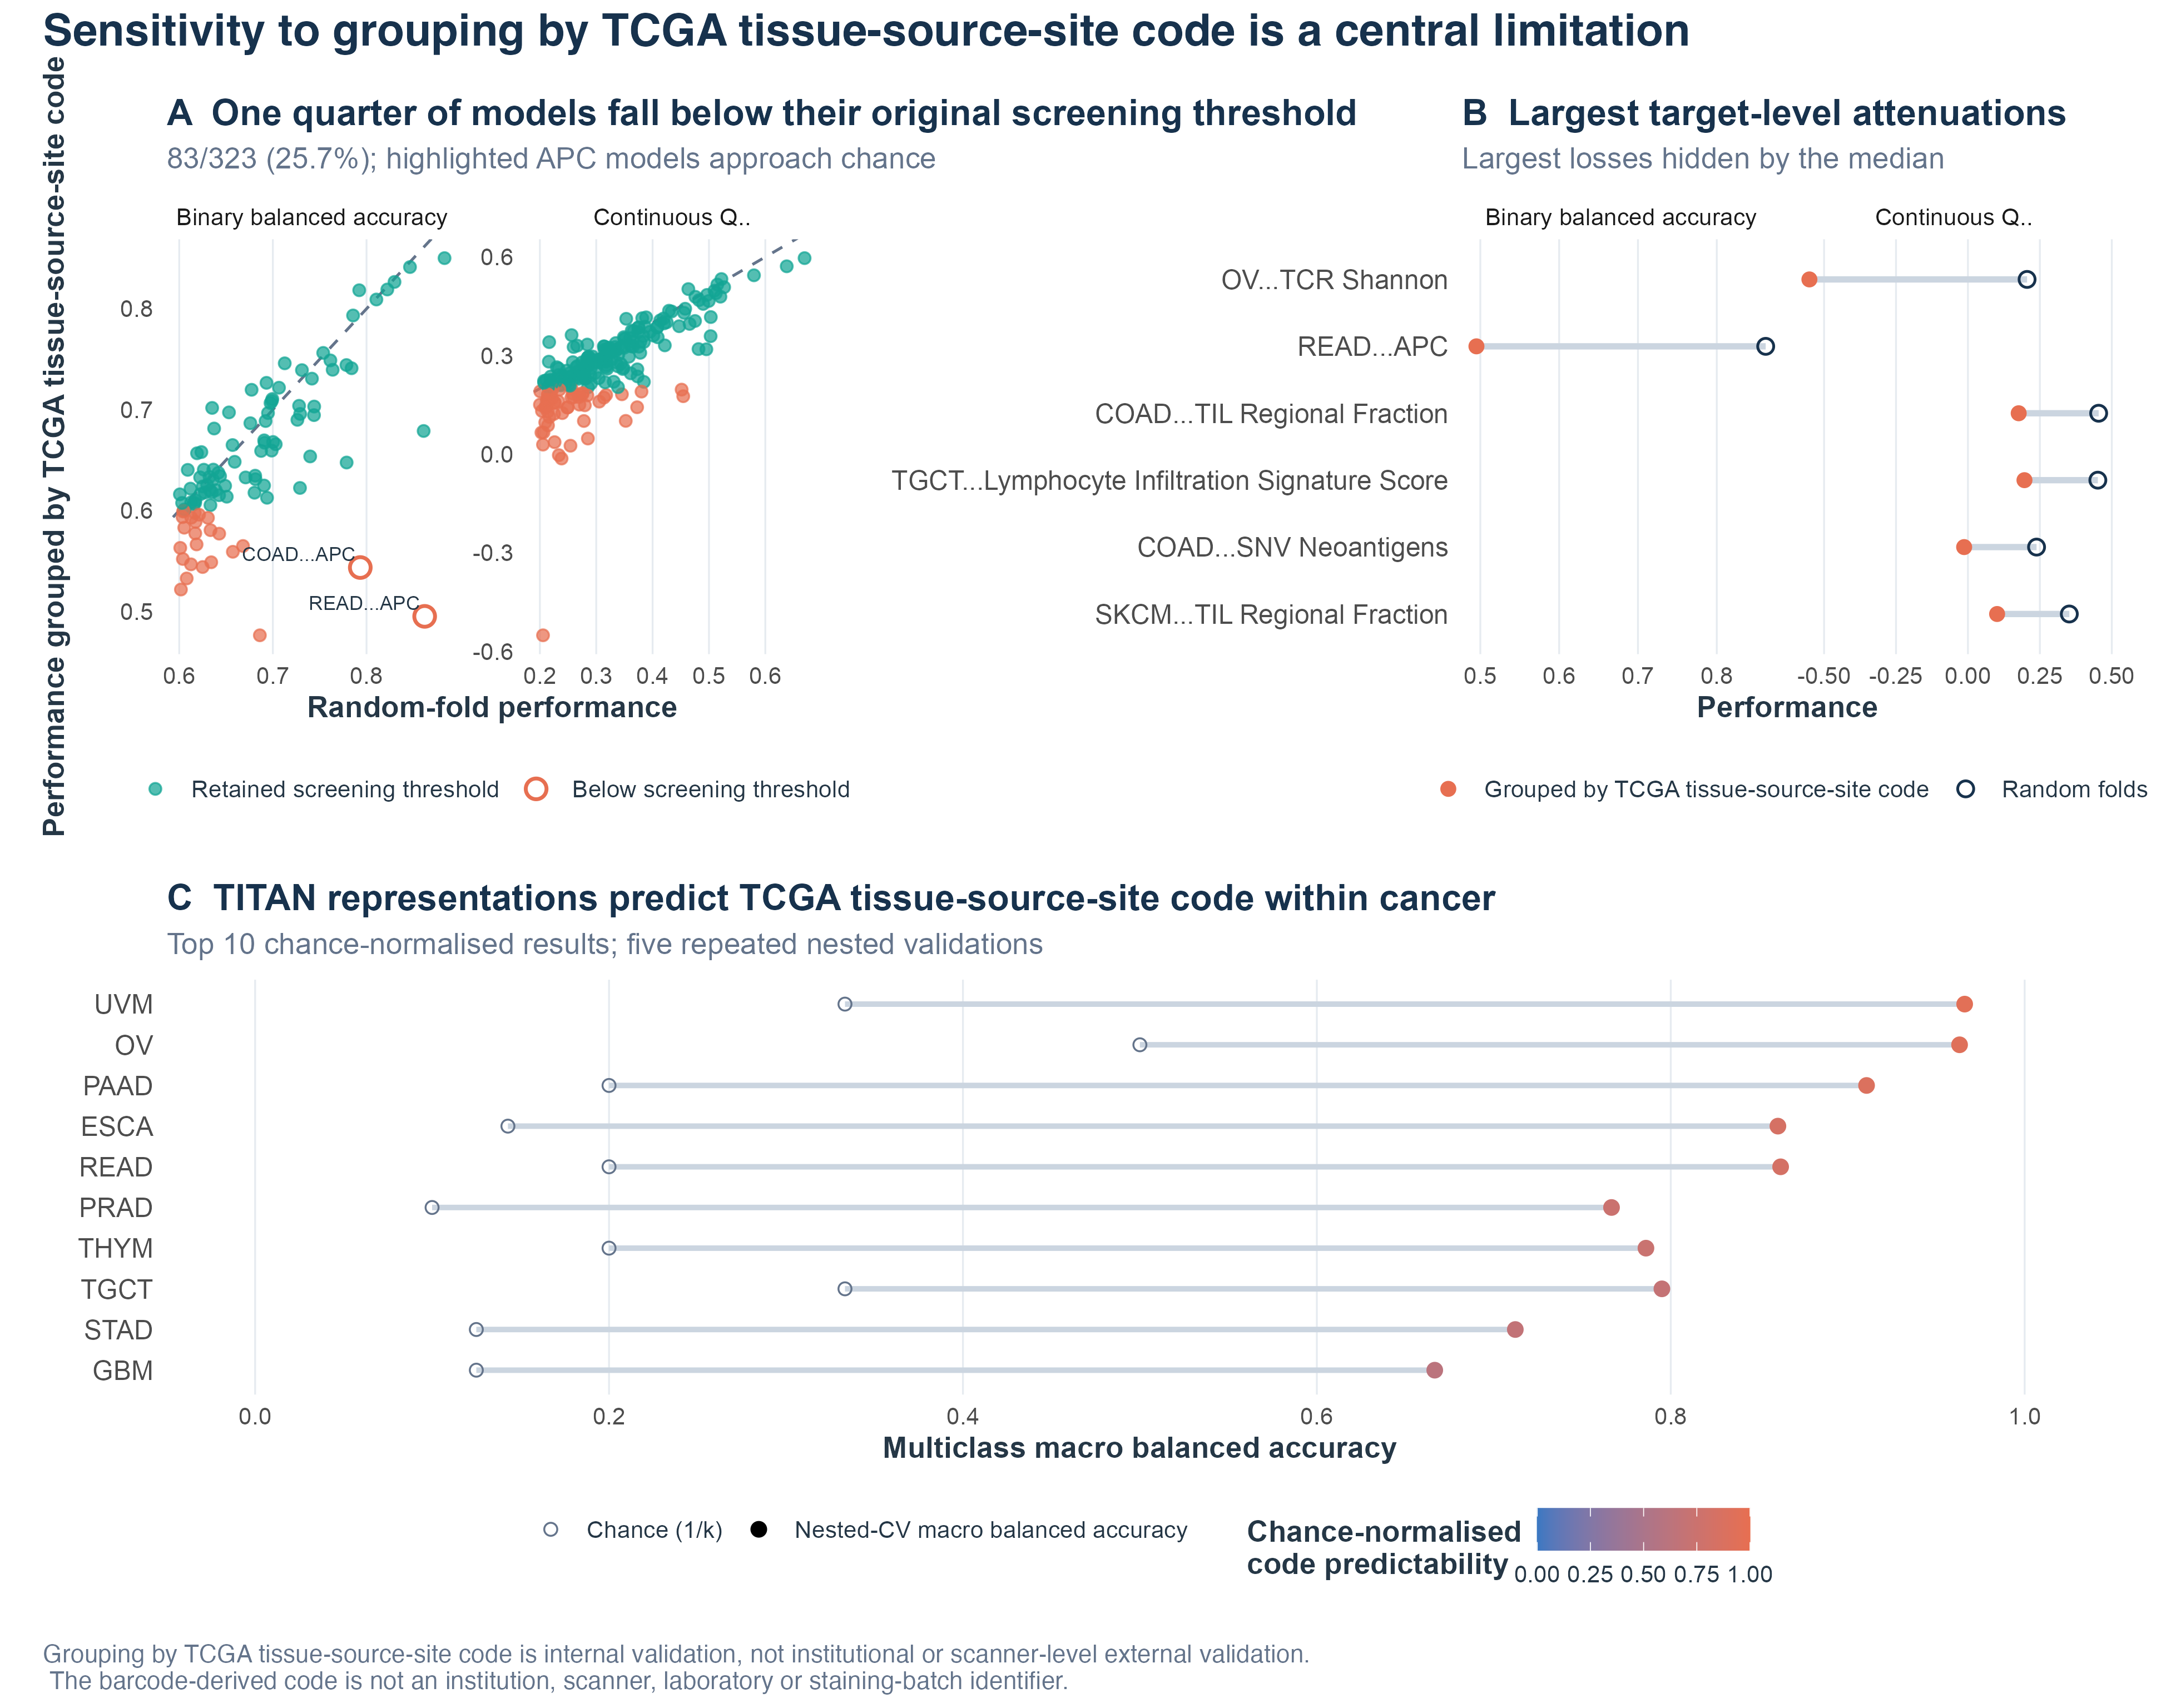 Sensitivity to grouping by TCGA tissue-source-site code is a central limitation
A One quarter of models fall below their original screening threshold
83/323 (25.7%); highlighted APC models approach chance
Performance grouped by TCGA tissue-source-site code
Binary balanced accuracy
0.8
0.7
0.6
0.5
COAD...APC
READ...APC
0.6 0.7 0.8
Continuous Q..
0.6
0.3
0.0
-0.3
-0.6
0.2 0.3 0.4 0.5 0.6
Random-fold performance
Retained screening threshold
Below screening threshold
B Largest target-level attenuations
Largest losses hidden by the median
Binary balanced accuracy
Continuous Q..
OV...TCR Shannon
READ...APC
COAD...TIL Regional Fraction
TGCT...Lymphocyte Infiltration Signature Score
COAD...SNV Neoantigens
SKCM...TIL Regional Fraction
0.5 0.6 0.7 0.8
-0.50 -0.25 0.00 0.25 0.50
Performance
Grouped by TCGA tissue-source-site code
Random folds
C TITAN representations predict TCGA tissue-source-site code within cancer
Top 10 chance-normalised results; five repeated nested validations
UVM
OV
PAAD
ESCA
READ
PRAD
THYM
TGCT
STAD
GBM
0.0 0.2 0.4 0.6 0.8 1.0
Multiclass macro balanced accuracy
Chance (1/k)
Nested-CV macro balanced accuracy
Chance-normalised
code predictability
0.00 0.25 0.50 0.75 1.00
Grouping by TCGA tissue-source-site code is internal validation, not institutional or scanner-level external validation.
The barcode-derived code is not an institution, scanner, laboratory or staining-batch identifier.